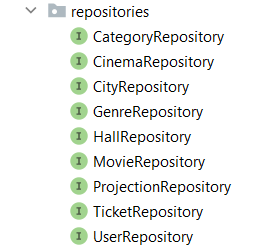 repositories
I CategoryRepository
I CinemaRepository
I CityRepository
I GenreRepository
I HallRepository
I MovieRepository
I ProjectionRepository
I TicketRepository
I UserRepository